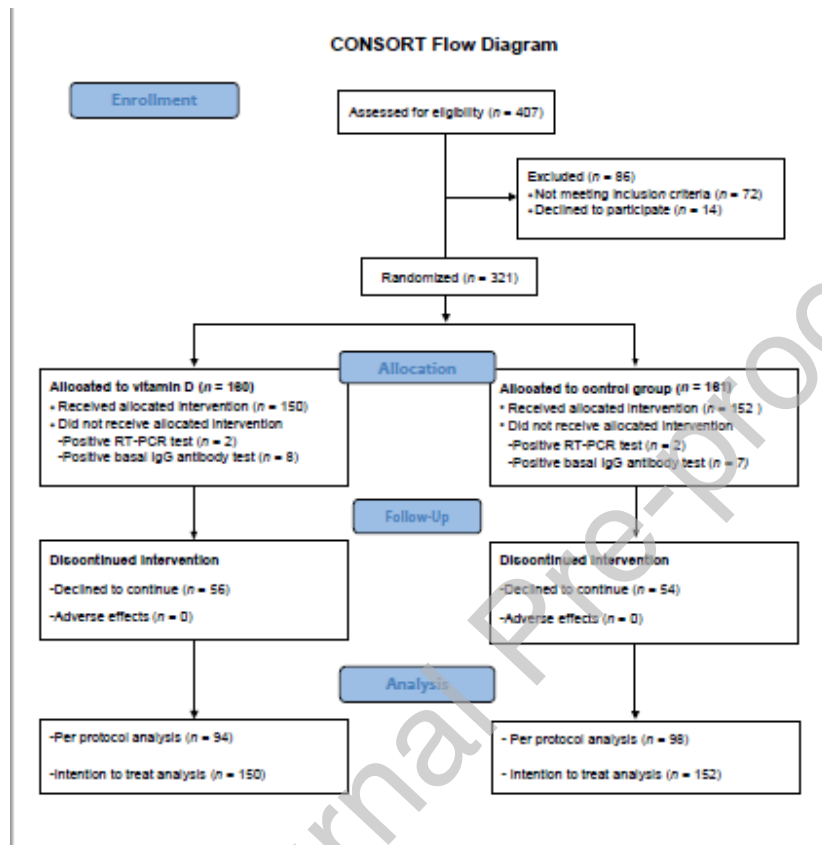 CONSORT Flow Diagram
Enrollment
Assessed for eligibility (n = 407)
Excluded (n = 86)
• Not meeting inclusion criteria (n = 72)
• Declined to participate (n = 14)
Randomized (n = 321)
Allocation
Allocated to vitamin D (n = 160)
• Received allocated intervention (n = 150)
• Did not receive allocated intervention
-Positive RT-PCR test (n = 2)
-Positive basal IgG antibody test (n = 8)
Allocated to control group (n = 161)
• Received allocated intervention (n = 152 )
• Did not receive allocated intervention
-Positive RT-PCR test (n = 2)
-Positive basal IgG antibody test (n = 7)
Follow-Up
Discontinued intervention
-Declined to continue (n = 56)
-Adverse effects (n = 0)
Discontinued intervention
-Declined to continue (n = 54)
-Adverse effects (n = 0)
Analysis
-Per protocol analysis (n = 94)
-Intention to treat analysis (n = 150)
- Per protocol analysis (n = 98)
- Intention to treat analysis (n = 152)
rnal Pre-proo